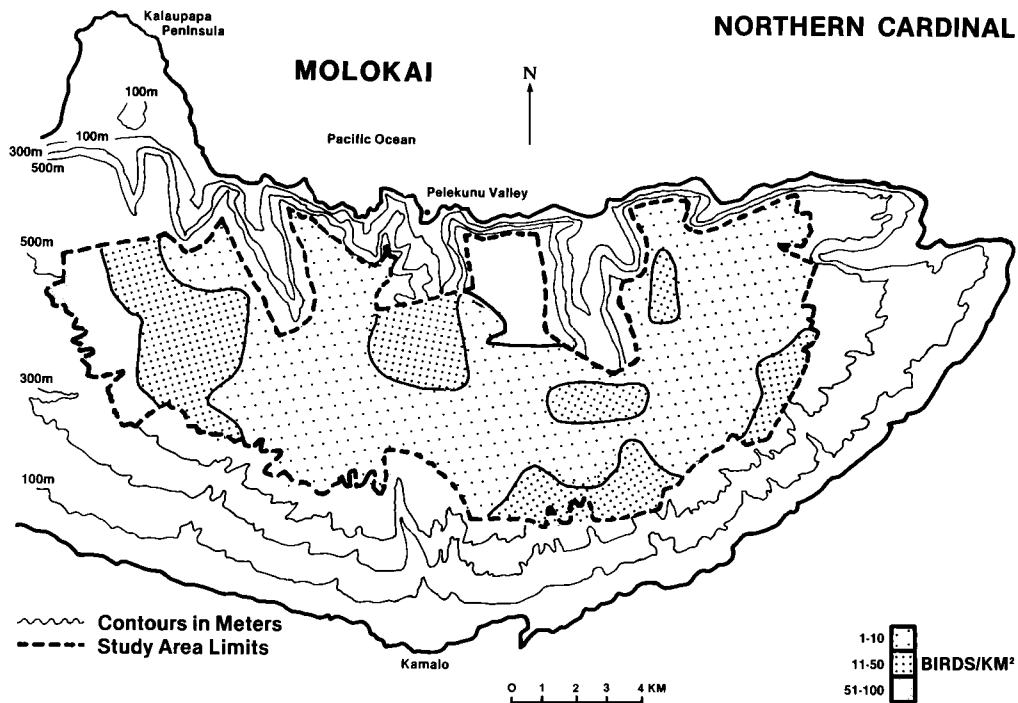 Kalaupapa
Peninsula
NORTHERN CARDINAL
MOLOKAI
N
100m
Pacific Ocean
100m
300m
500m
Pelekunu Valley
500m
300m
100m
Contours in Meters
Study Area Limits
Kamalo
0 1 2 3 4 KM
1-10
11-50
51-100
BIRDS/KM²